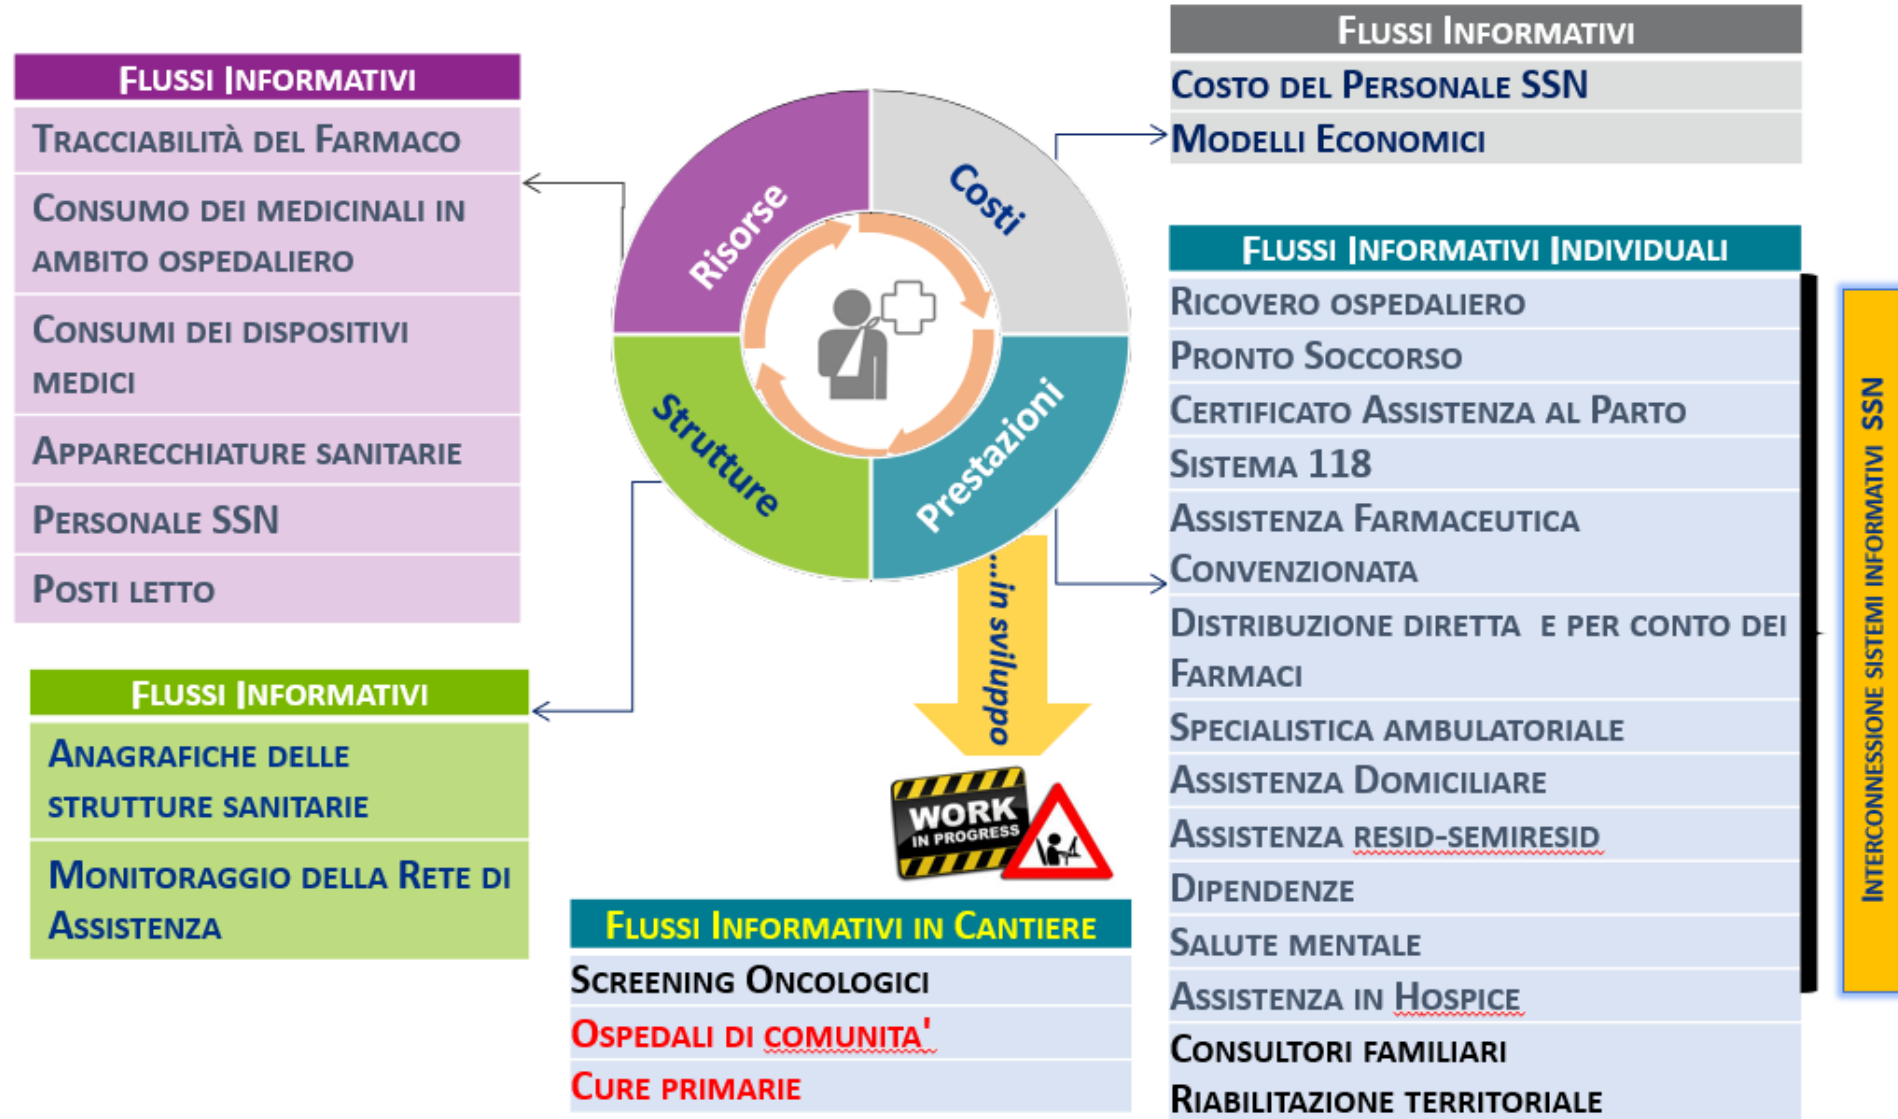 Flussi Informativi
Tracciabilità del Farmaco
Consumo dei medicinali in
ambito ospedaliero
Consumi dei dispositivi
medici
Apparecchiature sanitarie
Personale SSN
Posti letto
Flussi Informativi
Anagrafiche delle
strutture sanitarie
Monitoraggio della Rete di
Assistenza
Risorse
Costi
Strutture
Prestazioni
....in sviluppo
WORK
IN PROGRESS
Flussi Informativi in Cantiere
Screening Oncologici
Ospedali di comunita'
Cure primarie
Flussi Informativi
Costo del Personale SSN
Modelli Economici
Flussi Informativi Individuali
Ricovero ospedaliero
Pronto Soccorso
Certificato Assistenza al Parto
Sistema 118
Assistenza Farmaceutica
Convenzionata
Distribuzione diretta e per conto dei
Farmaci
Specialistica ambulatoriale
Assistenza Domiciliare
Assistenza resid-semiresid
Dipendenze
Salute mentale
Assistenza in Hospice
Consultori familiari
Riabilitazione territoriale
Interconnessione sistemi informativi SSN